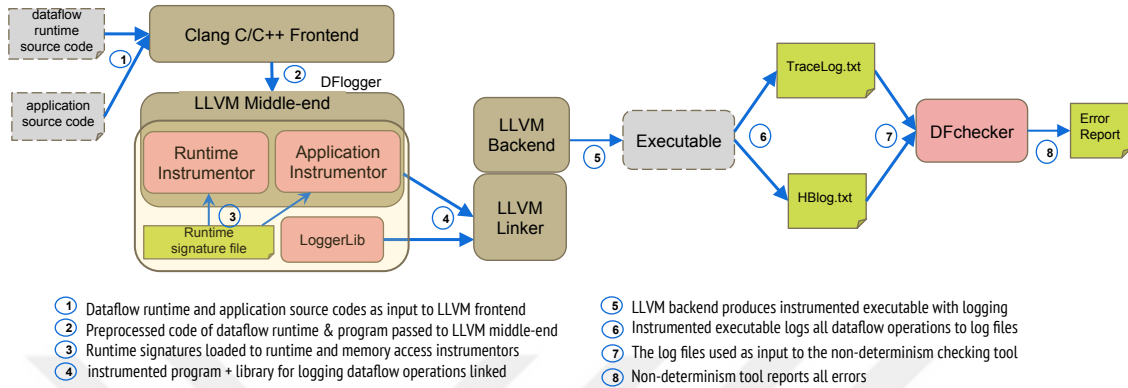 dataflow
runtime
source code
application
source code
1
Clang C/C++ Frontend
2
DFlogger
LLVM Middle-end
Runtime
Instrumentor
Application
Instrumentor
3
Runtime
signature file
LoggerLib
4
LLVM
Backend
LLVM
Linker
5
Executable
6
TraceLog.txt
HBlog.txt
7
DFchecker
8
Error
Report
1 Dataflow runtime and application source codes as input to LLVM frontend
2 Preprocessed code of dataflow runtime & program passed to LLVM middle-end
3 Runtime signatures loaded to runtime and memory access instrumentors
4 instrumented program + library for logging dataflow operations linked
5 LLVM backend produces instrumented executable with logging
6 Instrumented executable logs all dataflow operations to log files
7 The log files used as input to the non-determinism checking tool
8 Non-determinism tool reports all errors